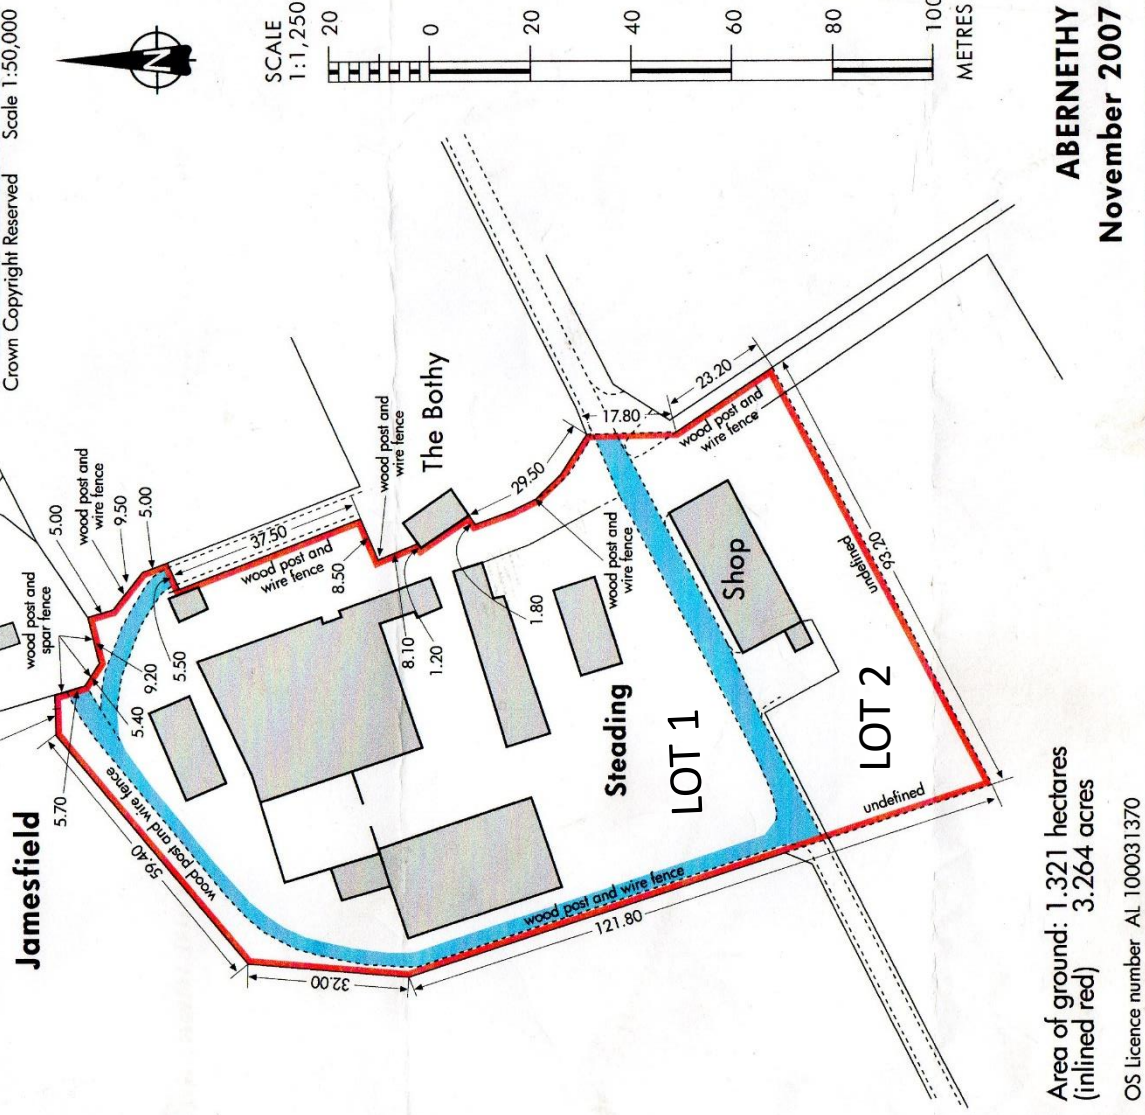 Crown Copyright Reserved Scale 1:50,000
N
SCALE
1:1,250
20
0
20
40
60
80
100
METRES
ABERNETHY
November 2007
Jamesfield
5.70
59.40
wood post and wire fence
32.00
121.80
wood post and wire fence
wood post and
spar fence
5.40
9.20
5.50
5.00
wood post and
wire fence
9.50
5.00
37.50
wood post and
wire fence
8.50
wood post and
wire fence
The Bothy
8.10
1.20
1.80
29.50
wood post and
wire fence
17.80
23.20
wood post and
wire fence
Steading
Shop
LOT 1
LOT 2
undefined
93.20
undefined
Area of ground: 1.321 hectares
(inlined red) 3.264 acres
OS Licence number AL 100031370